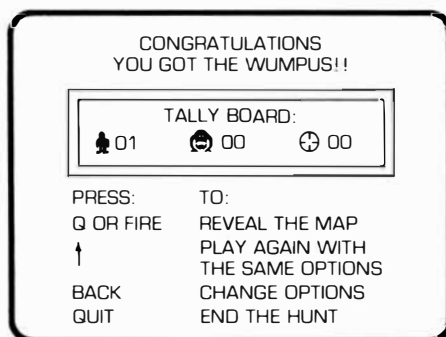 CONGRATULATIONS
YOU GOT THE WUMPUS!!
TALLY BOARD:
01 00 00
PRESS: TO:
Q OR FIRE REVEAL THE MAP
PLAY AGAIN WITH
THE SAME OPTIONS
BACK CHANGE OPTIONS
QUIT END THE HUNT